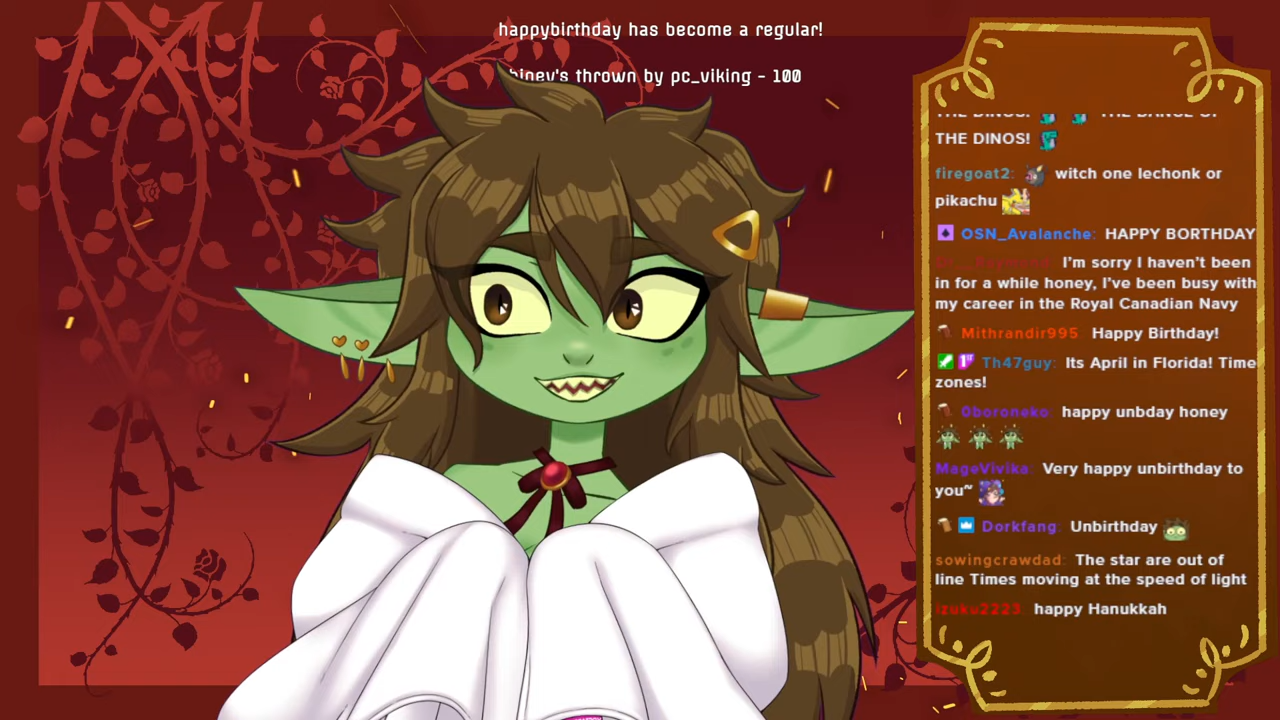 happybirthday has become a regular!
hiney's thrown by pc_viking - 100
THE DINOS! THE DANCE OF
THE DINOS!
firegoat2: witch one lechonk or
pikachu
OSN_Avalanche: HAPPY BORTHDAY
I'm sorry I haven't been
in for a while honey, I've been busy with
my career in the Royal Canadian Navy
Mithrandir995 Happy Birthday!
Th47guy: Its April in Florida! Time
zones!
Oboroneko: happy unbday honey
MageVivika: Very happy unbirthday to
you~
Dorkfang: Unbirthday
sowingcrawdad: The star are out of
line Times moving at the speed of light
izuku2223 happy Hanukkah